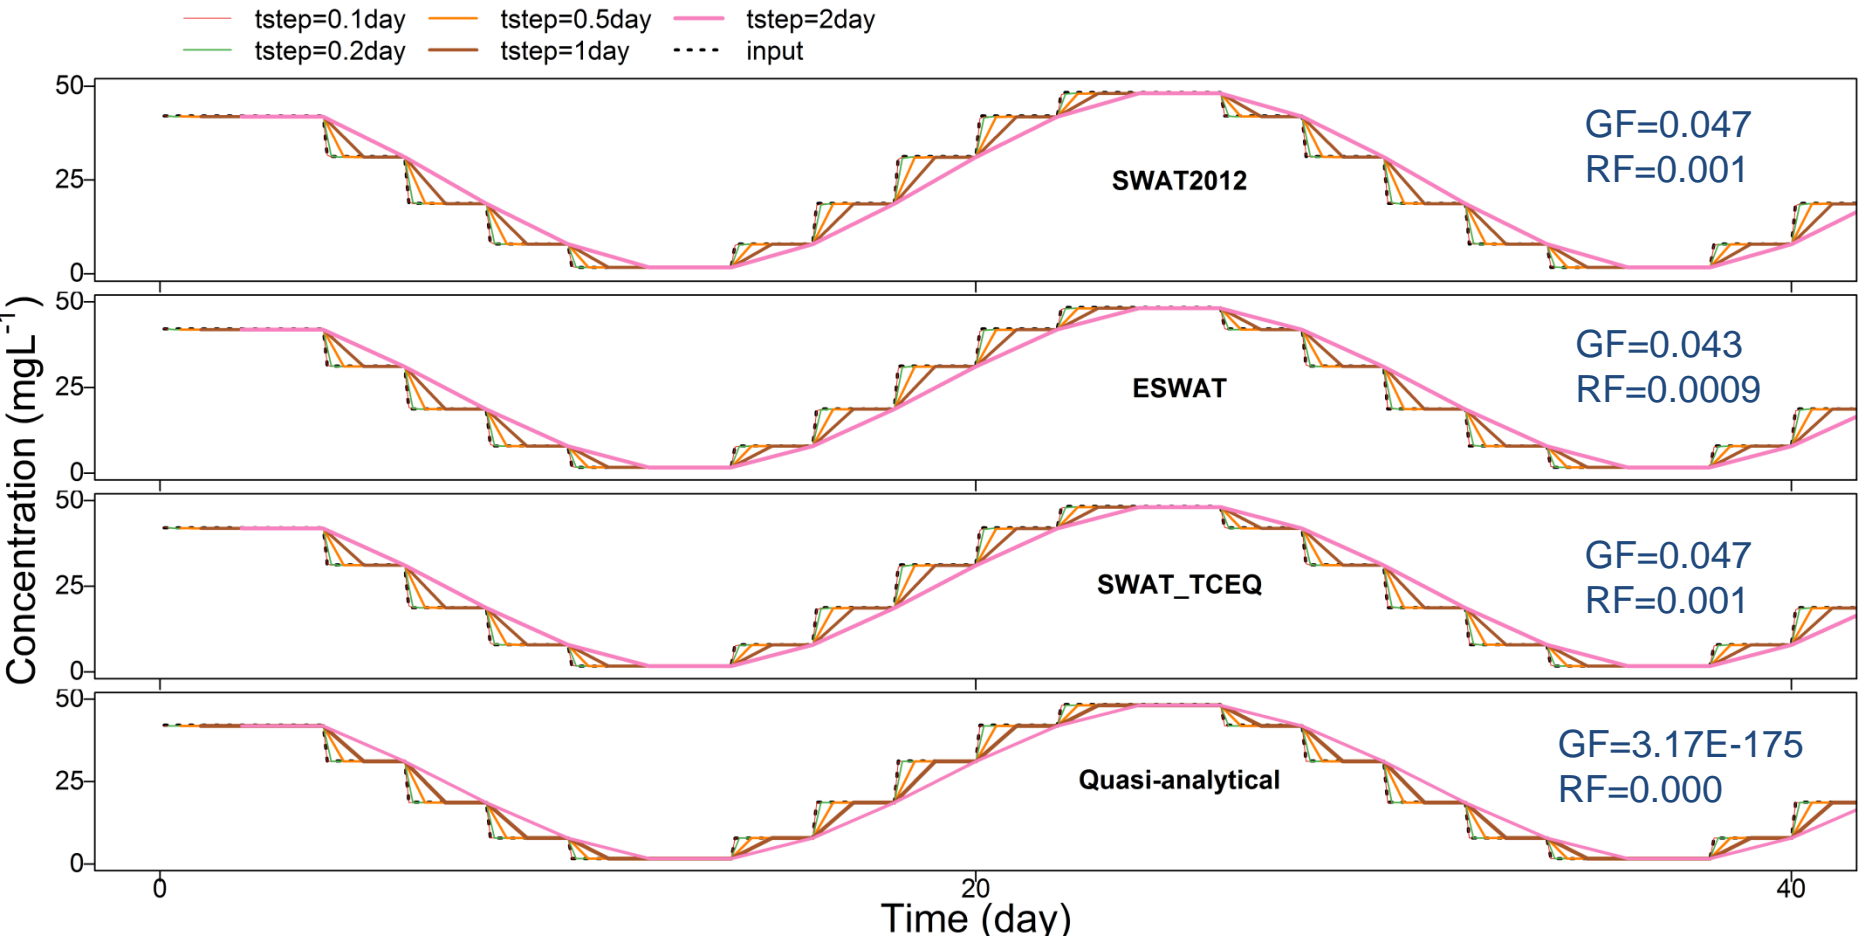 tstep=0.1day tstep=0.5day tstep=2day
tstep=0.2day tstep=1day input
Concentration (mgL⁻¹)
50
25
0
SWAT2012
GF=0.047
RF=0.001
50
25
0
ESWAT
GF=0.043
RF=0.0009
50
25
0
SWAT_TCEQ
GF=0.047
RF=0.001
50
25
0
Quasi-analytical
GF=3.17E-175
RF=0.000
0 20 40
Time (day)